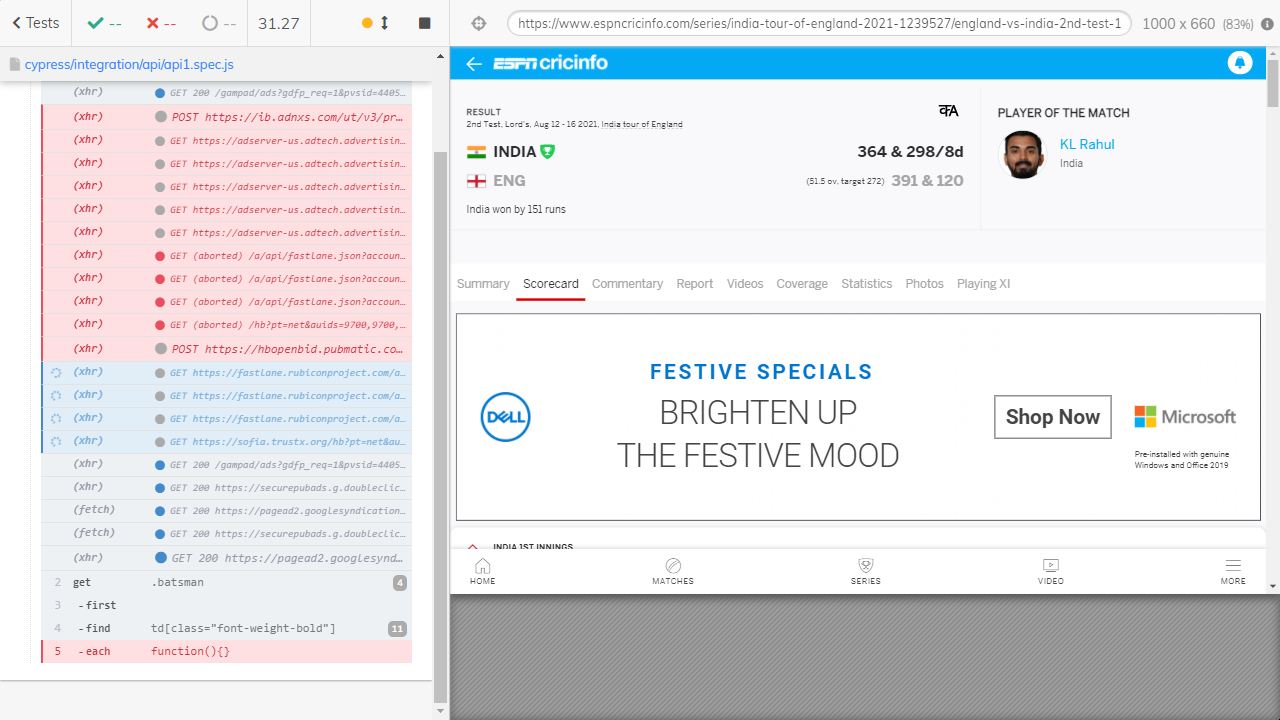 Tests
--
--
--
31.27
https://www.espncricinfo.com/series/india-tour-of-england-2021-1239527/england-vs-india-2nd-test-1
1000 x 660 (83%)
cypress/integration/api/api1.spec.js
(xhr) GET 200 /gampad/ads?gdfp_req=1&pvsid=4405…
(xhr) POST https://ib.adnxs.com/ut/v3/pr…
(xhr) GET https://adserver-us.adtech.advertisin…
(xhr) GET https://adserver-us.adtech.advertisin…
(xhr) GET https://adserver-us.adtech.advertisin…
(xhr) GET https://adserver-us.adtech.advertisin…
(xhr) GET https://adserver-us.adtech.advertisin…
(xhr) GET (aborted) /a/api/fastlane.json?accoun…
(xhr) GET (aborted) /a/api/fastlane.json?accoun…
(xhr) GET (aborted) /a/api/fastlane.json?accoun…
(xhr) GET (aborted) /hb?pt=net&auids=9700,9700,…
(xhr) POST https://hbopenbid.pubmatic.co…
(xhr) GET https://fastlane.rubiconproject.com/a…
(xhr) GET https://fastlane.rubiconproject.com/a…
(xhr) GET https://fastlane.rubiconproject.com/a…
(xhr) GET https://sofia.trustx.org/hb?pt=net&au…
(xhr) GET 200 /gampad/ads?gdfp_req=1&pvsid=4405…
(xhr) GET 200 https://securepubads.g.doubleclic…
(fetch) GET 200 https://pagead2.googlesyndication…
(fetch) GET 200 https://securepubads.g.doubleclic…
(xhr) GET 200 https://pagead2.googlesynd…
2 get .batsman 4
3 -first
4 -find td[class="font-weight-bold"] 11
5 -each function(){}
ESPN cricinfo
RESULT
2nd Test, Lord's, Aug 12 - 16 2021, India tour of England
कA
INDIA 364 & 298/8d
ENG (51.5 ov, target 272) 391 & 120
India won by 151 runs
PLAYER OF THE MATCH
KL Rahul
India
Summary Scorecard Commentary Report Videos Coverage Statistics Photos Playing XI
DELL
FESTIVE SPECIALS
BRIGHTEN UP
THE FESTIVE MOOD
Shop Now
Microsoft
Pre-installed with genuine
Windows and Office 2019
INDIA 1ST INNINGS
HOME MATCHES SERIES VIDEO MORE